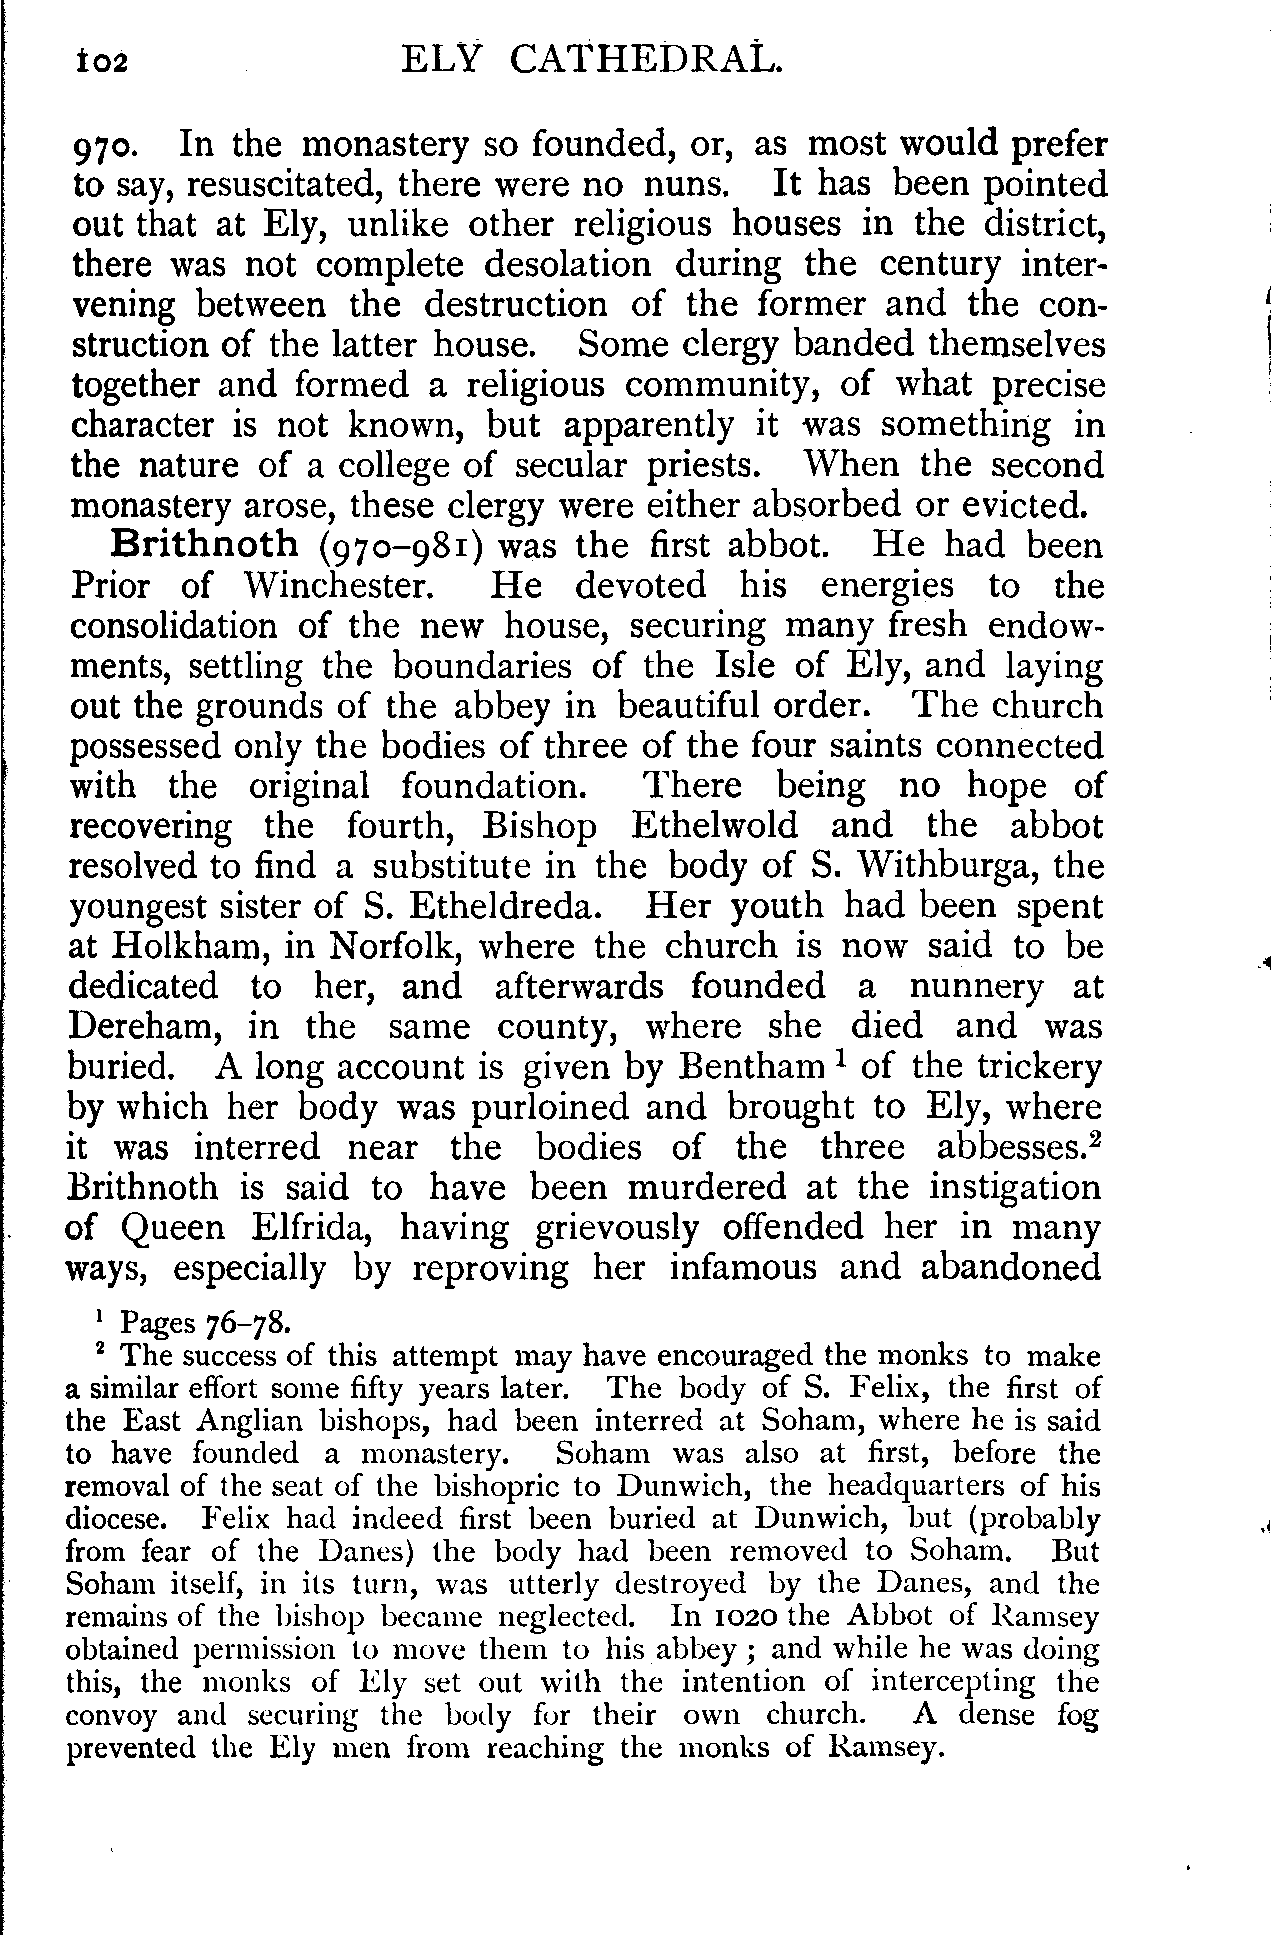 102 ELY CATHEDRAL.
970. In the monastery so founded, or, as most would prefer
to say, resuscitated, there were no nuns. It has been pointed
out that at Ely, unlike other religious houses in the district,
there was not complete desolation during the century inter-
vening between the destruction of the former and the con-
struction of the latter house. Some clergy banded themselves
together and formed a religious community, of what precise
character is not known, but apparently it was something in
the nature of a college of secular priests. When the second
monastery arose, these clergy were either absorbed or evicted.
Brithnoth (970–981) was the first abbot. He had been
Prior of Winchester. He devoted his energies to the
consolidation of the new house, securing many fresh endow-
ments, settling the boundaries of the Isle of Ely, and laying
out the grounds of the abbey in beautiful order. The church
possessed only the bodies of three of the four saints connected
with the original foundation. There being no hope of
recovering the fourth, Bishop Ethelwold and the abbot
resolved to find a substitute in the body of S. Withburga, the
youngest sister of S. Etheldreda. Her youth had been spent
at Holkham, in Norfolk, where the church is now said to be
dedicated to her, and afterwards founded a nunnery at
Dereham, in the same county, where she died and was
buried. A long account is given by Bentham ¹ of the trickery
by which her body was purloined and brought to Ely, where
it was interred near the bodies of the three abbesses.²
Brithnoth is said to have been murdered at the instigation
of Queen Elfrida, having grievously offended her in many
ways, especially by reproving her infamous and abandoned
¹ Pages 76–78.
² The success of this attempt may have encouraged the monks to make
a similar effort some fifty years later. The body of S. Felix, the first of
the East Anglian bishops, had been interred at Soham, where he is said
to have founded a monastery. Soham was also at first, before the
removal of the seat of the bishopric to Dunwich, the headquarters of his
diocese. Felix had indeed first been buried at Dunwich, but (probably
from fear of the Danes) the body had been removed to Soham. But
Soham itself, in its turn, was utterly destroyed by the Danes, and the
remains of the bishop became neglected. In 1020 the Abbot of Ramsey
obtained permission to move them to his abbey ; and while he was doing
this, the monks of Ely set out with the intention of intercepting the
convoy and securing the body for their own church. A dense fog
prevented the Ely men from reaching the monks of Ramsey.